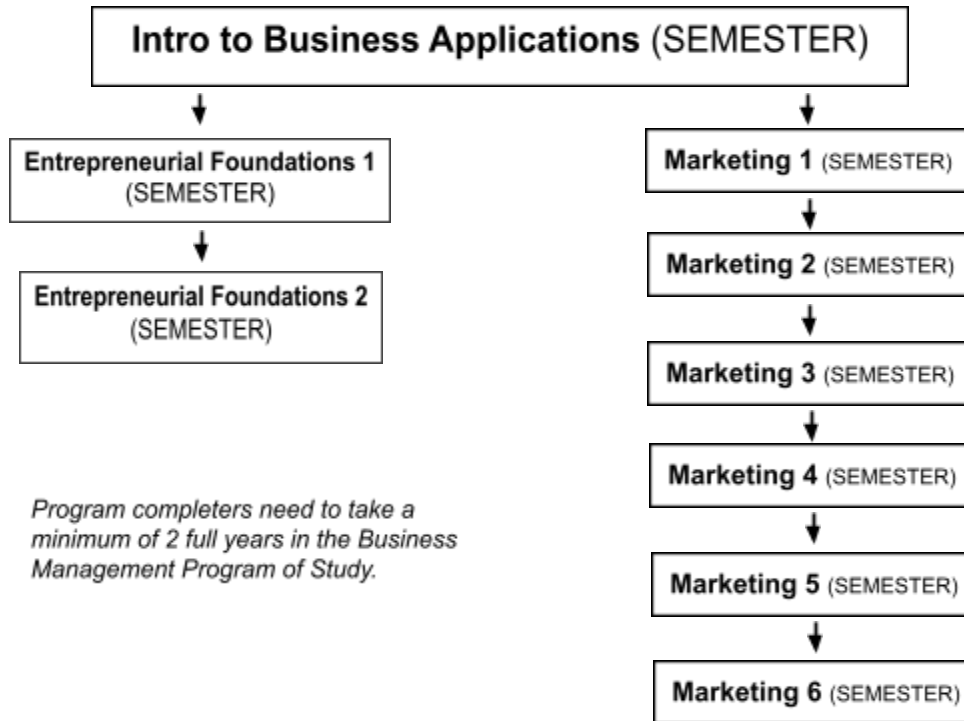 Intro to Business Applications (SEMESTER)
Entrepreneurial Foundations 1
(SEMESTER)
Entrepreneurial Foundations 2
(SEMESTER)
Program completers need to take a
minimum of 2 full years in the Business
Management Program of Study.
Marketing 1 (SEMESTER)
Marketing 2 (SEMESTER)
Marketing 3 (SEMESTER)
Marketing 4 (SEMESTER)
Marketing 5 (SEMESTER)
Marketing 6 (SEMESTER)